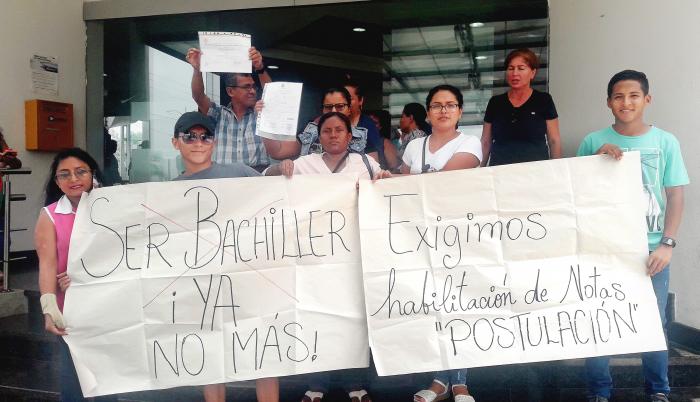 SER BACHILLER
¡YA
NO MÁS!
EXIGIMOS
habilitación de Notas
"POSTULACIÓN"